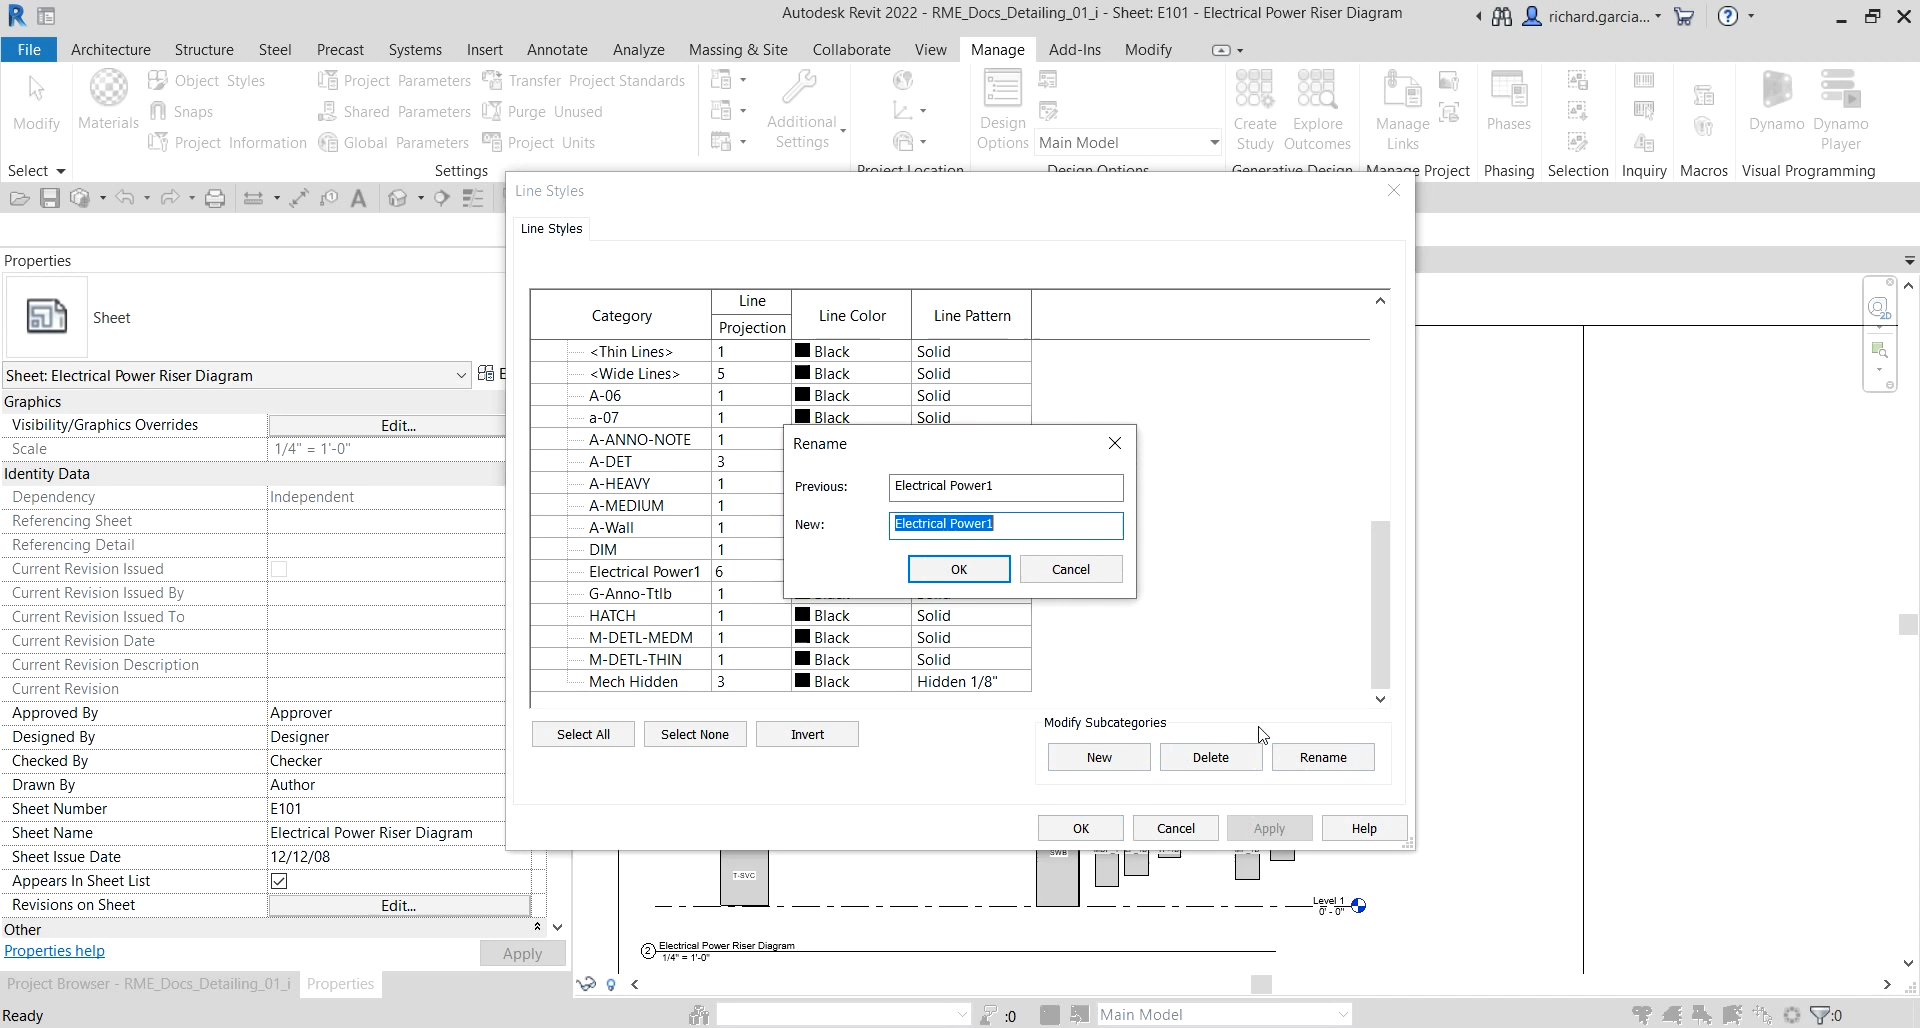 Autodesk Revit 2022 - RME_Docs_Detailing_01_i - Sheet: E101 - Electrical Power Riser Diagram
richard.garcia...
File Architecture Structure Steel Precast Systems Insert Annotate Analyze Massing & Site Collaborate View Manage Add-Ins Modify
Modify
Materials
Object Styles
Snaps
Project Information
Project Parameters
Shared Parameters
Global Parameters
Transfer Project Standards
Purge Unused
Project Units
Additional
Settings
Design
Options
Main Model
Create
Study
Explore
Outcomes
Manage
Links
Phases
Dynamo
Dynamo
Player
Select Settings Project Location Design Options Generative Design Manage Project Phasing Selection Inquiry Macros Visual Programming
Properties
Sheet
Sheet: Electrical Power Riser Diagram
E
Graphics
Visibility/Graphics Overrides Edit...
Scale 1/4" = 1'-0"
Identity Data
Dependency Independent
Referencing Sheet
Referencing Detail
Current Revision Issued
Current Revision Issued By
Current Revision Issued To
Current Revision Date
Current Revision Description
Current Revision
Approved By Approver
Designed By Designer
Checked By Checker
Drawn By Author
Sheet Number E101
Sheet Name Electrical Power Riser Diagram
Sheet Issue Date 12/12/08
Appears In Sheet List
Revisions on Sheet Edit...
Other
Properties help Apply
Project Browser - RME_Docs_Detailing_01_i Properties
Line Styles
Line Styles
Category Line Projection Line Color Line Pattern
<Thin Lines> 1 Black Solid
<Wide Lines> 5 Black Solid
A-06 1 Black Solid
a-07 1 Black Solid
A-ANNO-NOTE 1
A-DET 3
A-HEAVY 1
A-MEDIUM 1
A-Wall 1
DIM 1
Electrical Power1 6
G-Anno-Ttlb 1
HATCH 1 Black Solid
M-DETL-MEDM 1 Black Solid
M-DETL-THIN 1 Black Solid
Mech Hidden 3 Black Hidden 1/8"
Rename
Previous: Electrical Power1
New: Electrical Power1
OK Cancel
Select All Select None Invert
Modify Subcategories
New Delete Rename
OK Cancel Apply Help
SWB
T-SVC
Level 1
0' - 0"
2 Electrical Power Riser Diagram
1/4" = 1'-0"
Ready
:0
Main Model
:0